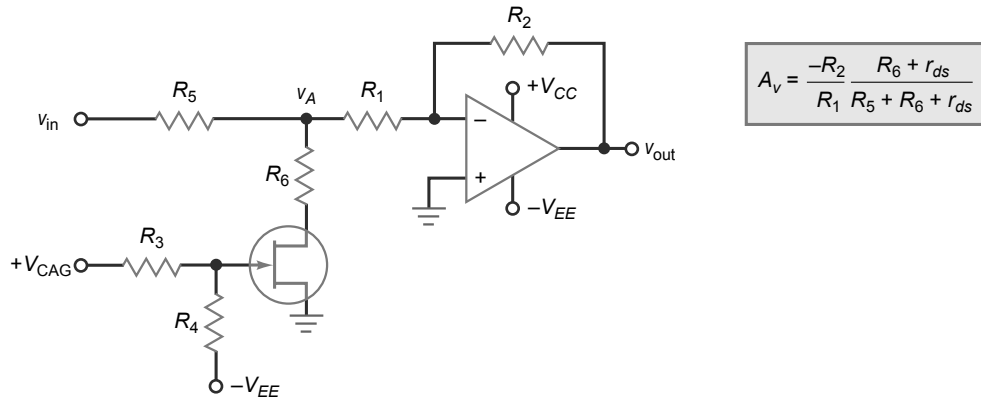 R2
+VCC
R5
vA
R1
vin
−
vout
R6
+
−VEE
R3
+VCAG
R4
−VEE
Av = −R2/R1 (R6 + rds)/(R5 + R6 + rds)